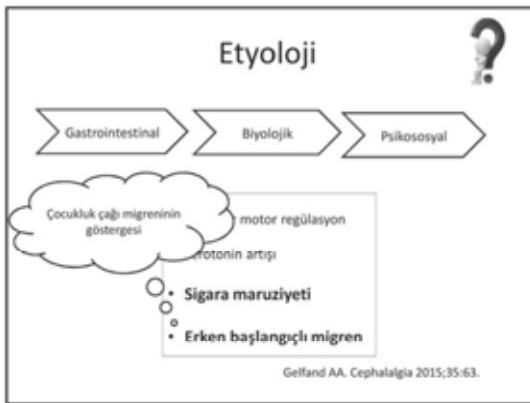 Etyoloji
Gastrointestinal
Biyolojik
Psikososyal
Çocukluk çağı migreninin
göstergesi
motor regülasyon
artışı
• Sigara maruziyeti
• Erken başlangıçlı migren
Gelfand AA. Cephalalgia 2015;35:63.